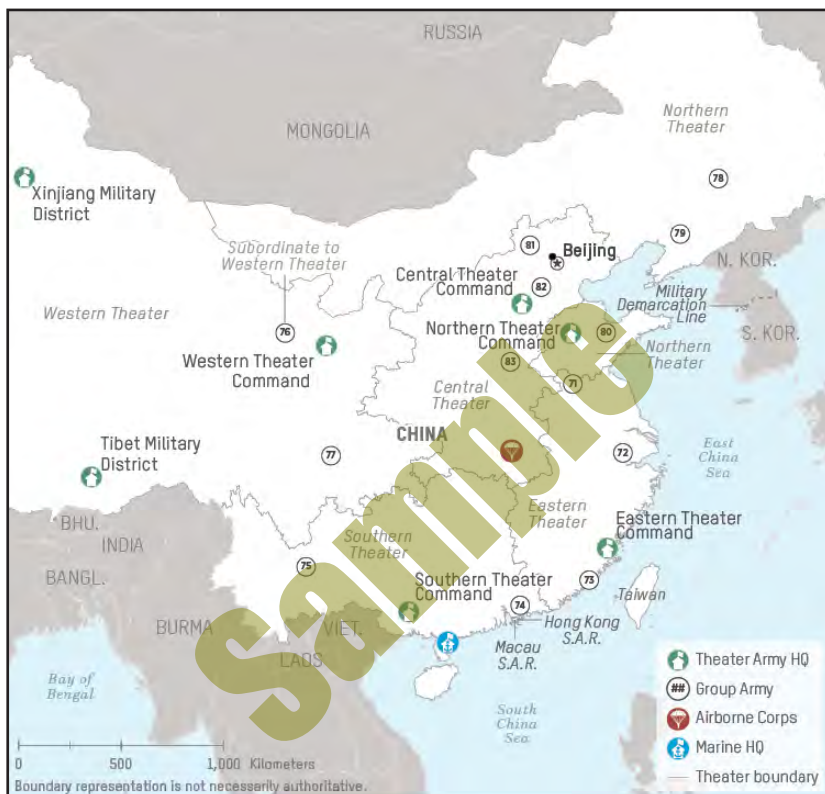 RUSSIA
MONGOLIA
Northern
Theater
78
Xinjiang Military
District
79
81
Beijing
Subordinate to
Western Theater
N. KOR.
Central Theater
Command
82
Military
Demarcation
Line
Western Theater
76
Northern Theater
Command
80
S. KOR.
Western Theater
Command
83
Northern
Theater
71
Central
Theater
CHINA
Tibet Military
District
77
72
East
China
Sea
BHU.
INDIA
Eastern
Theater
Eastern Theater
Command
BANGL.
Southern
Theater
75
Southern Theater
Command
73
Taiwan
74
BURMA
VIET.
Hong Kong
S.A.R.
Macau
S.A.R.
LAOS
Bay of
Bengal
South
China
Sea
Sample
Theater Army HQ
## Group Army
Airborne Corps
Marine HQ
Theater boundary
0 500 1,000 Kilometers
Boundary representation is not necessarily authoritative.